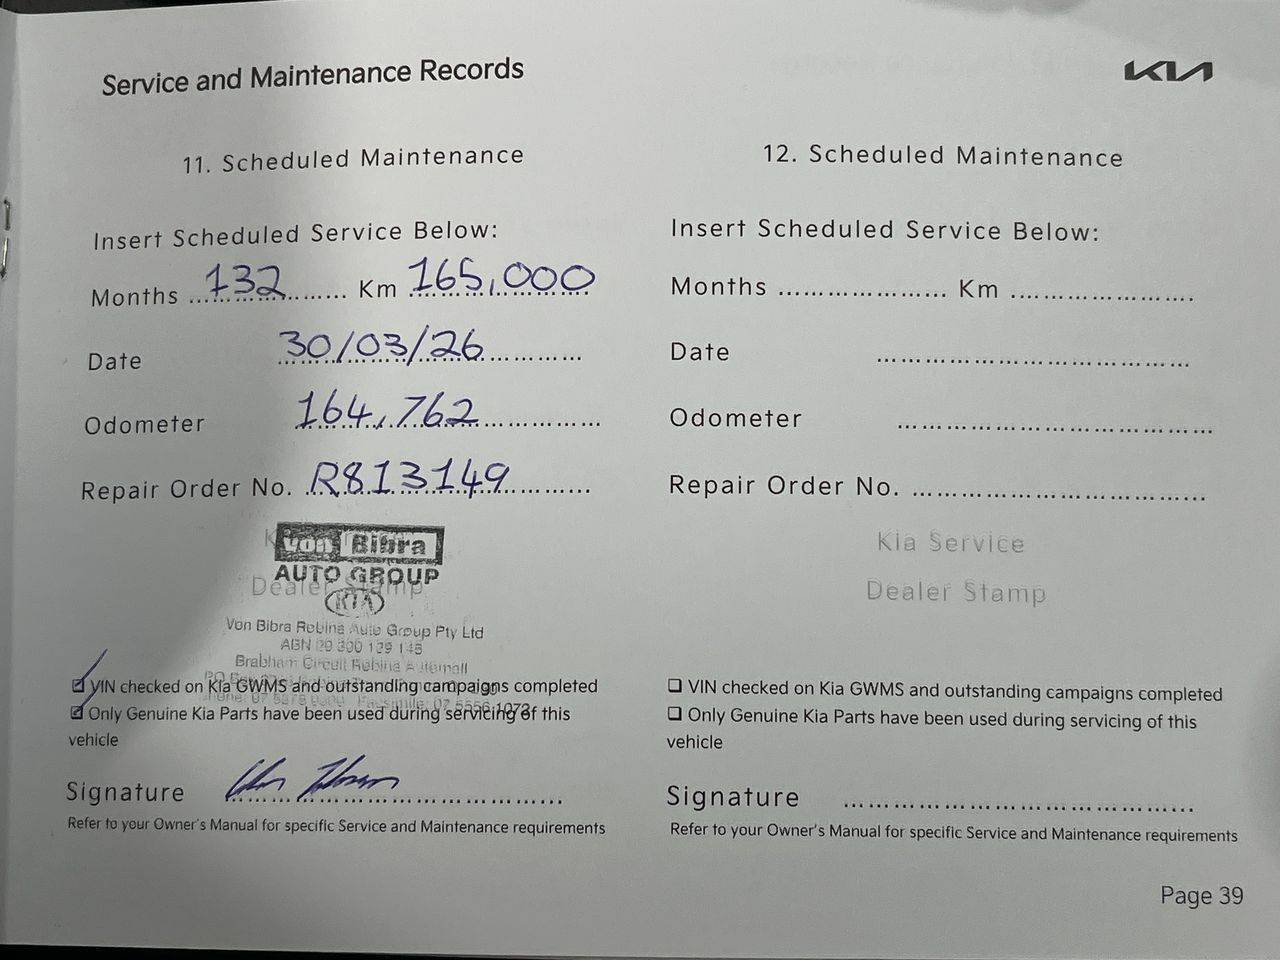 Service and Maintenance Records
KIA
11. Scheduled Maintenance
Insert Scheduled Service Below:
Months 132 Km 165,000
Date 30/03/26
Odometer 164,762
Repair Order No. R813149
Von Bibra
AUTO GROUP
KIA
Dealer Stamp
Von Bibra Robina Auto Group Pty Ltd
Brabham Circuit Robina Automall
VIN checked on Kia GWMS and outstanding campaigns completed
Only Genuine Kia Parts have been used during servicing of this
vehicle
Signature
Refer to your Owner's Manual for specific Service and Maintenance requirements
12. Scheduled Maintenance
Insert Scheduled Service Below:
Months .................... Km ......................
Date ......................................
Odometer ......................................
Repair Order No. ...................................
Kia Service
Dealer Stamp
❏ VIN checked on Kia GWMS and outstanding campaigns completed
❏ Only Genuine Kia Parts have been used during servicing of this
vehicle
Signature ......................................
Refer to your Owner's Manual for specific Service and Maintenance requirements
Page 39